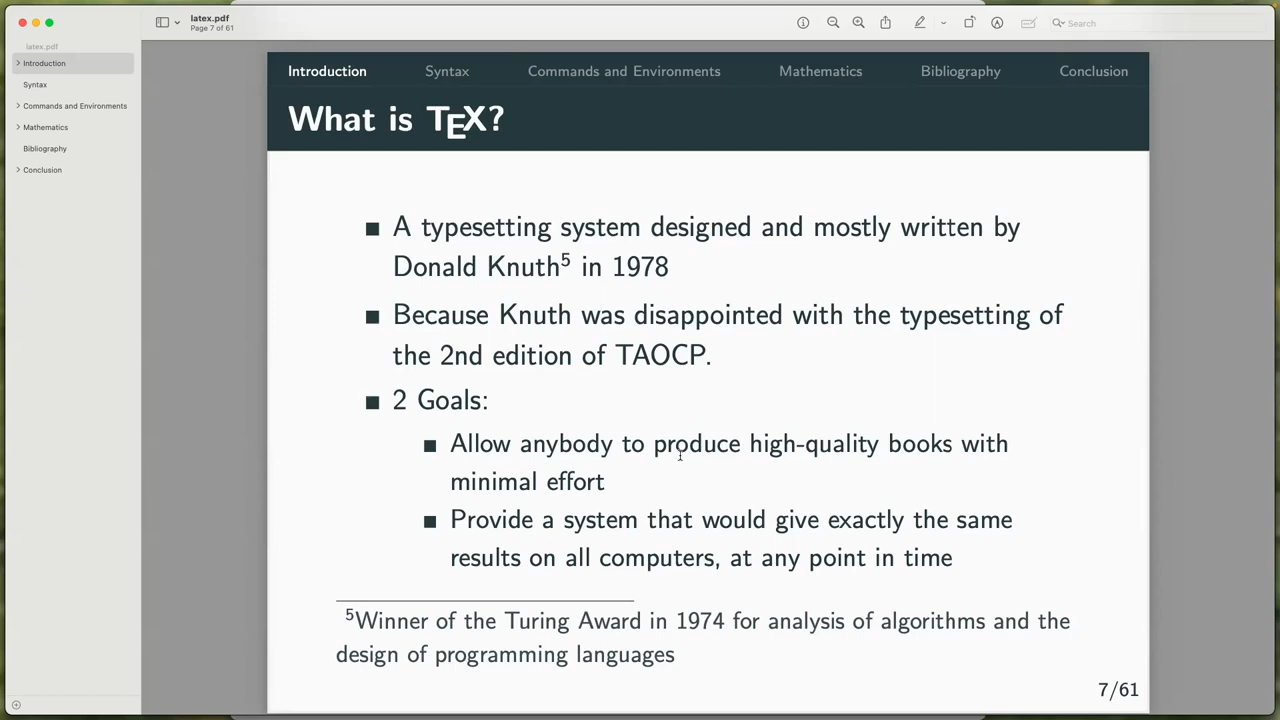 latex.pdf
Page 7 of 61
Search
latex.pdf
Introduction
Syntax
Commands and Environments
Mathematics
Bibliography
Conclusion
Introduction Syntax Commands and Environments Mathematics Bibliography Conclusion
What is TEX?
■ A typesetting system designed and mostly written by
Donald Knuth⁵ in 1978
■ Because Knuth was disappointed with the typesetting of
the 2nd edition of TAOCP.
■ 2 Goals:
■ Allow anybody to produce high-quality books with
minimal effort
■ Provide a system that would give exactly the same
results on all computers, at any point in time
⁵Winner of the Turing Award in 1974 for analysis of algorithms and the
design of programming languages
7/61